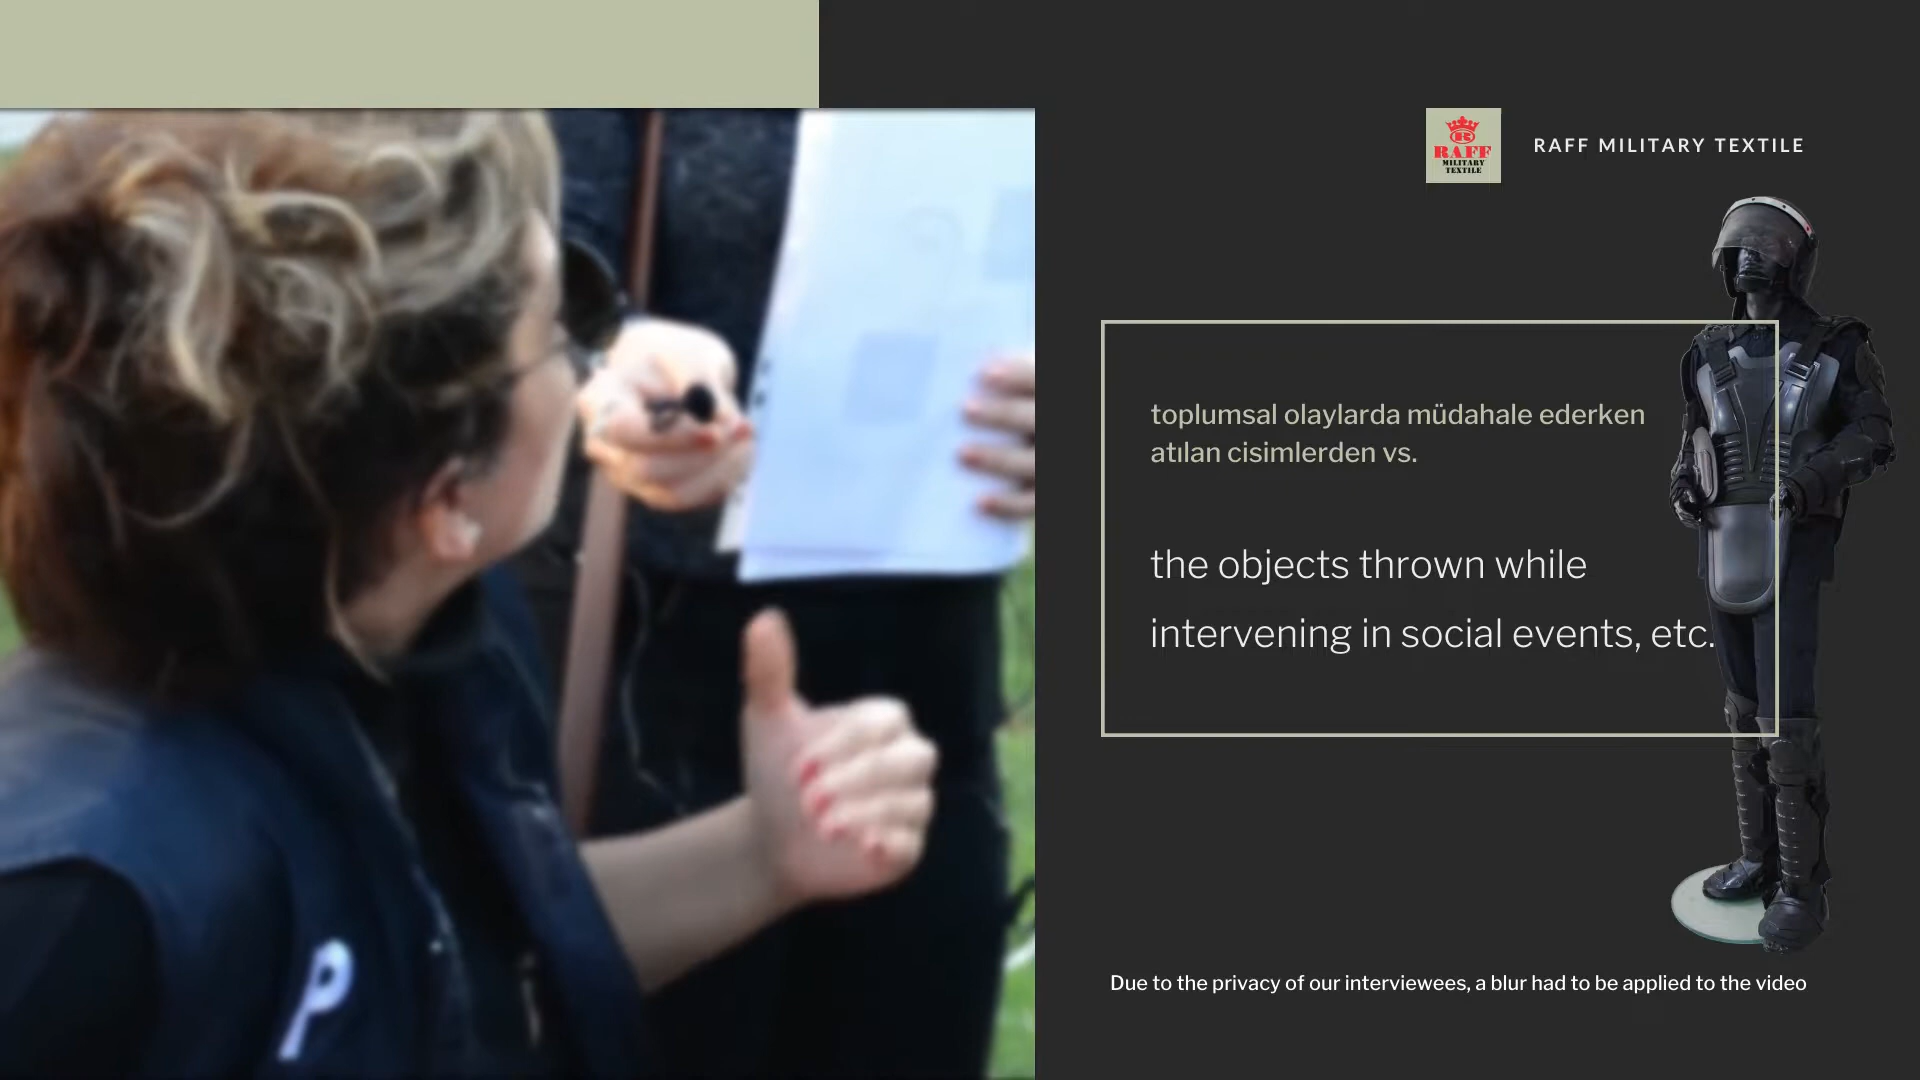 R
RAFF
MILITARY
TEXTILE
RAFF MILITARY TEXTILE
toplumsal olaylarda müdahale ederken
atılan cisimlerden vs.
the objects thrown while
intervening in social events, etc.
Due to the privacy of our interviewees, a blur had to be applied to the video
P